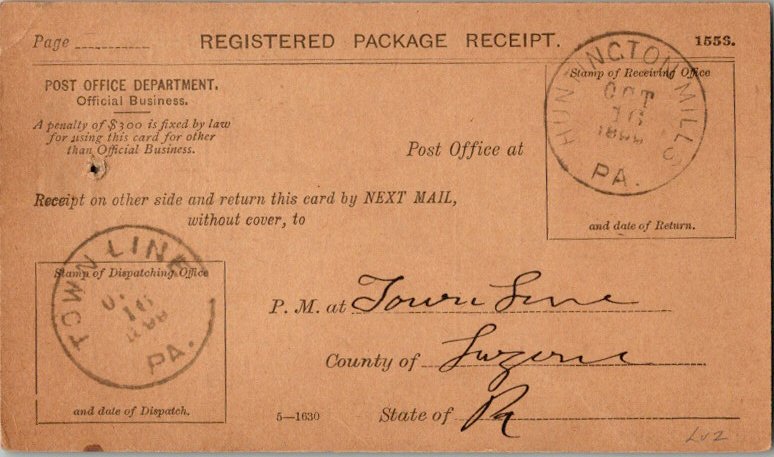 Page
REGISTERED PACKAGE RECEIPT.
1553.
POST OFFICE DEPARTMENT.
Official Business.
A penalty of $300 is fixed by law
for using this card for other
than Official Business.
Post Office at
Stamp of Receiving Office
HUNTINGTON MILLS
OCT
PA.
and date of Return.
Receipt on other side and return this card by NEXT MAIL,
without cover, to
TOWN LINE
Stamp of Dispatching Office
PA.
and date of Dispatch.
P. M. at Town Line
County of Luzerne
5—1630
State of Pa
LUZ